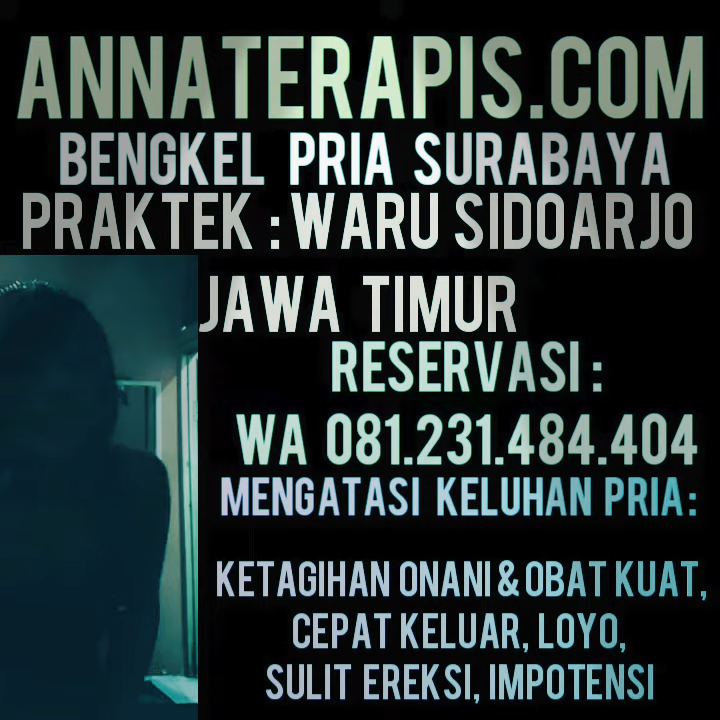 ANNATERAPIS.COM
BENGKEL PRIA SURABAYA
PRAKTEK : WARU SIDOARJO
JAWA TIMUR
RESERVASI :
WA 081.231.484.404
MENGATASI KELUHAN PRIA :
KETAGIHAN ONANI & OBAT KUAT,
CEPAT KELUAR, LOYO,
SULIT EREKSI, IMPOTENSI